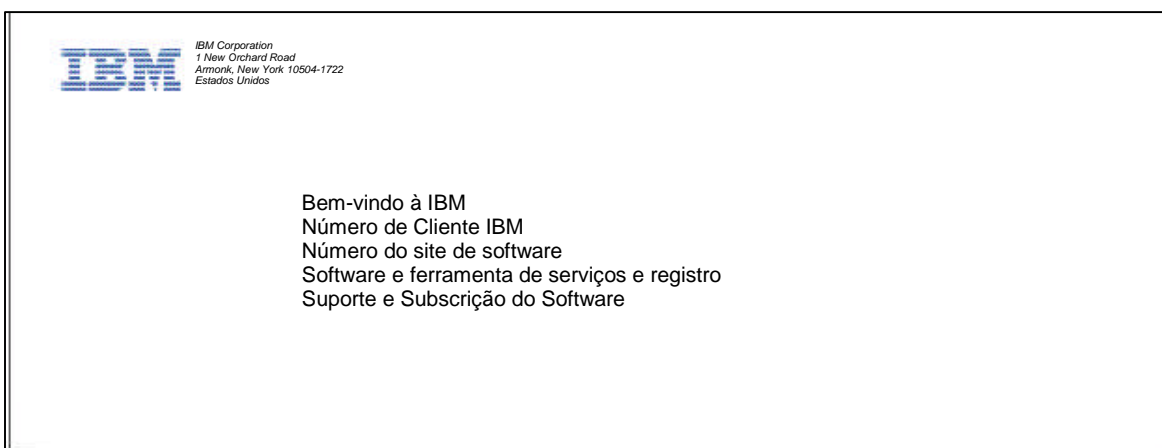 IBM
IBM Corporation
1 New Orchard Road
Armonk, New York 10504-1722
Estados Unidos
Bem-vindo à IBM
Número de Cliente IBM
Número do site de software
Software e ferramenta de serviços e registro
Suporte e Subscrição do Software